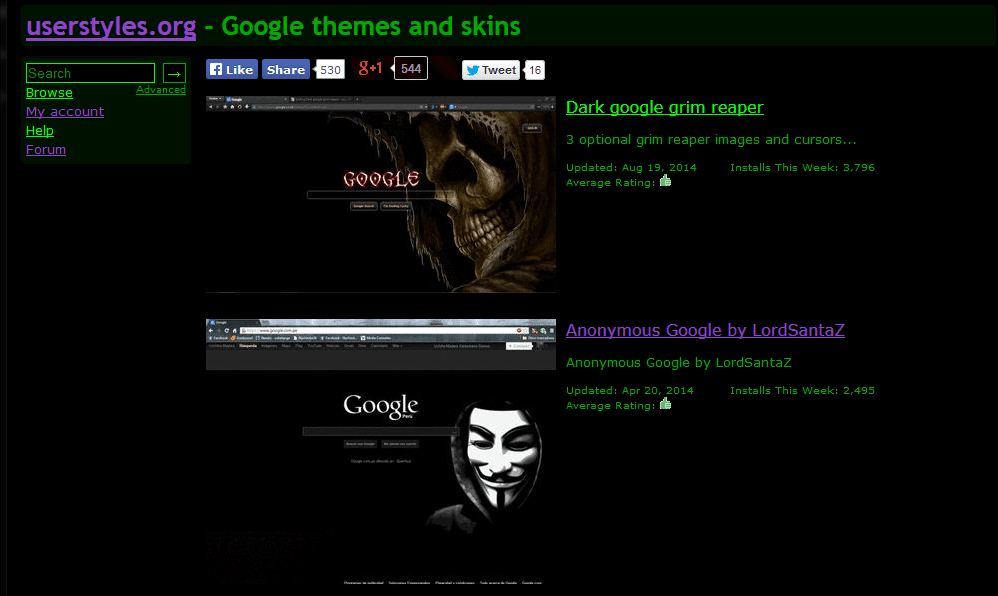 userstyles.org - Google themes and skins
Search →
Advanced
Browse
My account
Help
Forum
Like Share 530 g+1 544 Tweet 16
GOOGLE
Google Search
Dark google grim reaper
3 optional grim reaper images and cursors...
Updated: Aug 19, 2014 Installs This Week: 3,796
Average Rating:
Google
Perú
Anonymous Google by LordSantaZ
Anonymous Google by LordSantaZ
Updated: Apr 20, 2014 Installs This Week: 2,495
Average Rating: